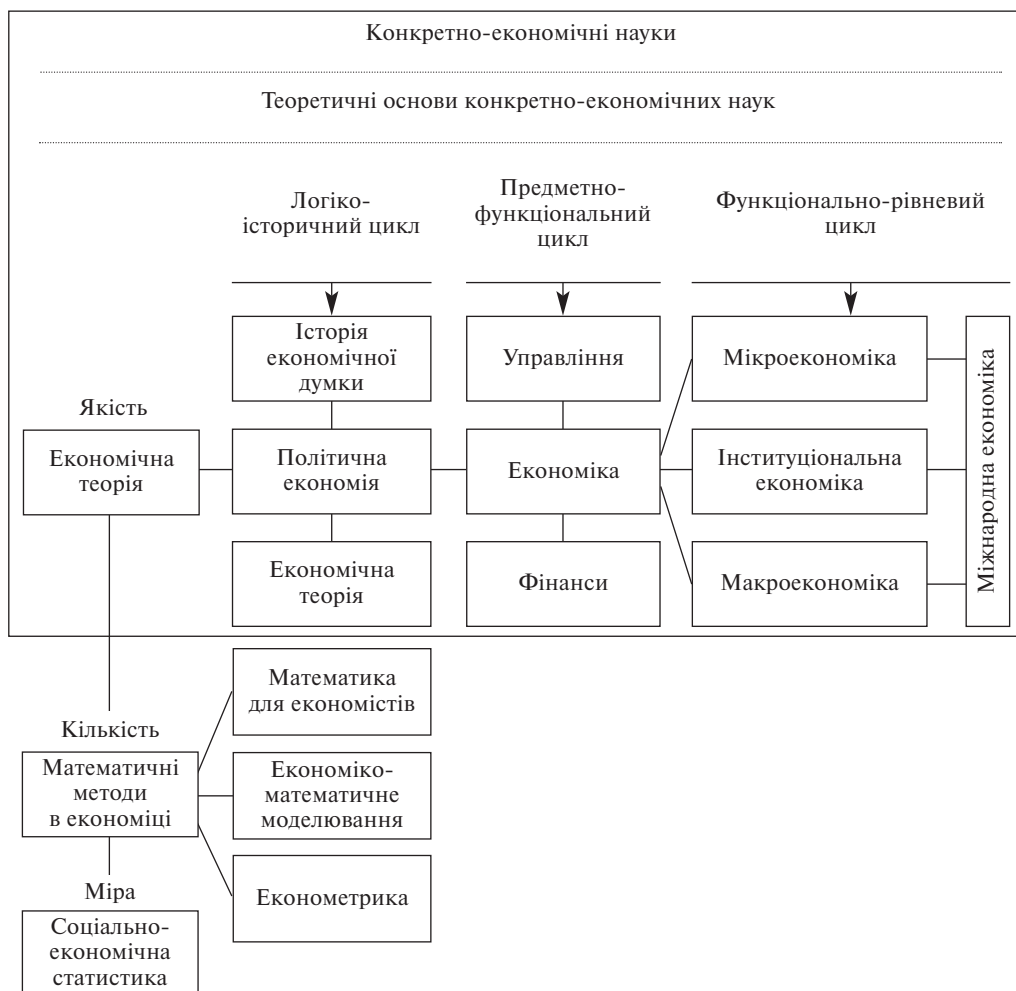 Конкретно-економічні науки
Теоретичні основи конкретно-економічних наук
Логіко-
історичний цикл
Предметно-
функціональний
цикл
Функціонально-рівневий
цикл
Історія
економічної
думки
Управління
Мікроекономіка
Міжнародна економіка
Якість
Економічна
теорія
Політична
економія
Економіка
Інституціональна
економіка
Економічна
теорія
Фінанси
Макроекономіка
Математика
для економістів
Кількість
Математичні
методи
в економіці
Економіко-
математичне
моделювання
Міра
Економетрика
Соціально-
економічна
статистика